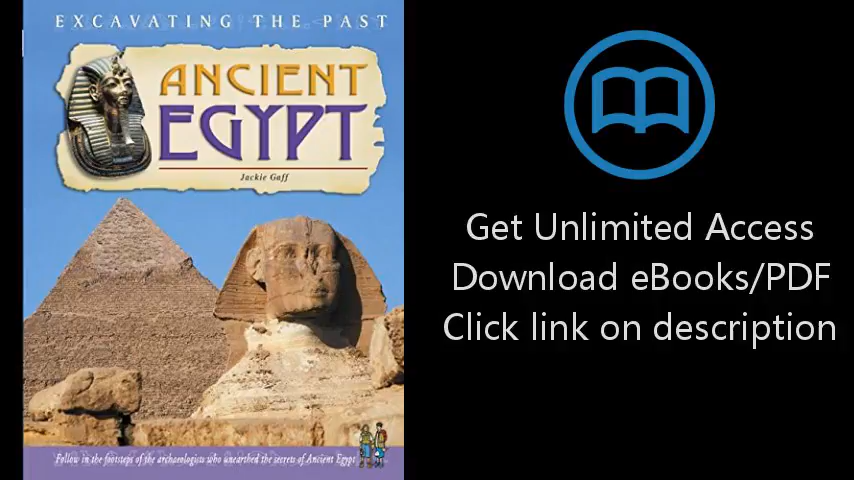 EXCAVATING THE PAST
ANCIENT
EGYPT
Jackie Gaff
Follow in the footsteps of the archaeologists who unearthed the secrets of Ancient Egypt
Get Unlimited Access
Download eBooks/PDF
Click link on description